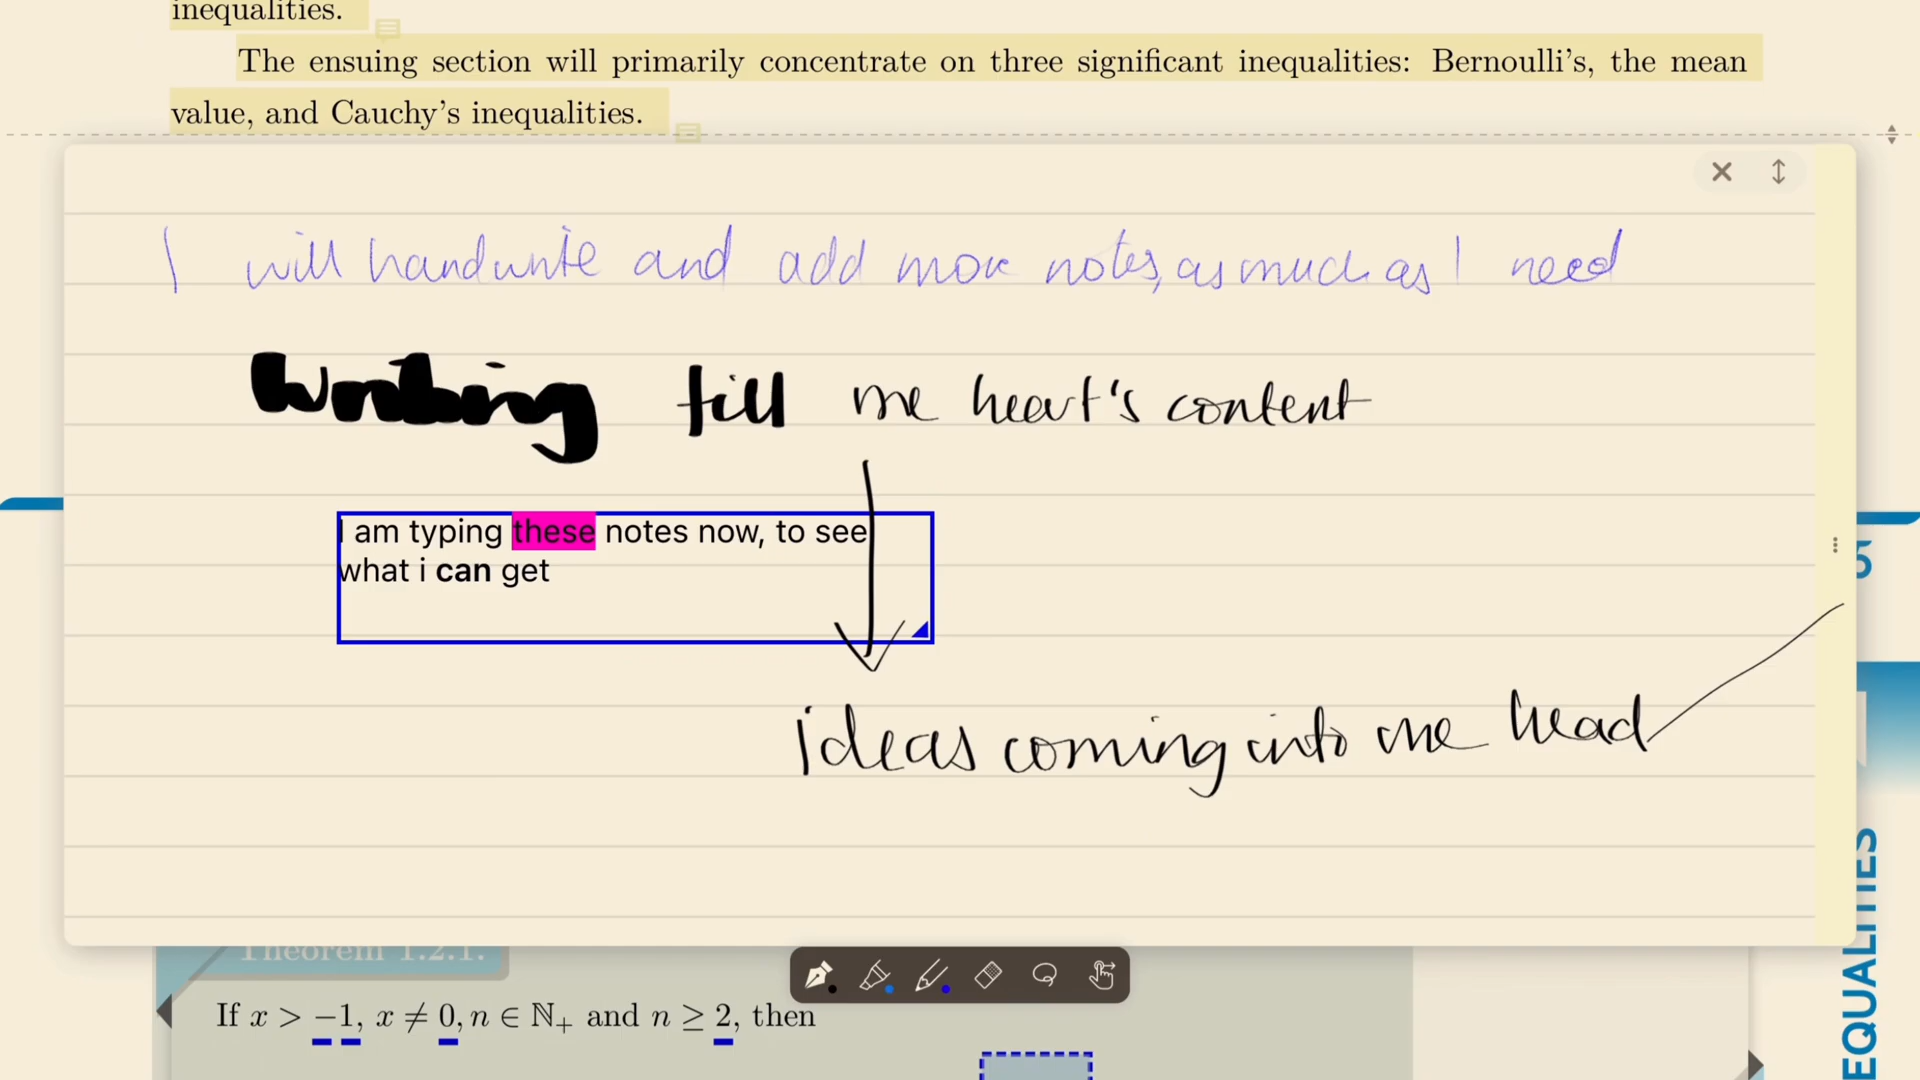 inequalities.
The ensuing section will primarily concentrate on three significant inequalities: Bernoulli's, the mean
value, and Cauchy's inequalities.
I will handwrite and add more notes, as much as I need
Writing till me heart's content
I am typing these notes now, to see
what i can get
ideas coming into me head
5
EQUALITIES
Theorem 1.2.1.
If x > −1, x ≠ 0, n ∈ ℕ₊ and n ≥ 2, then